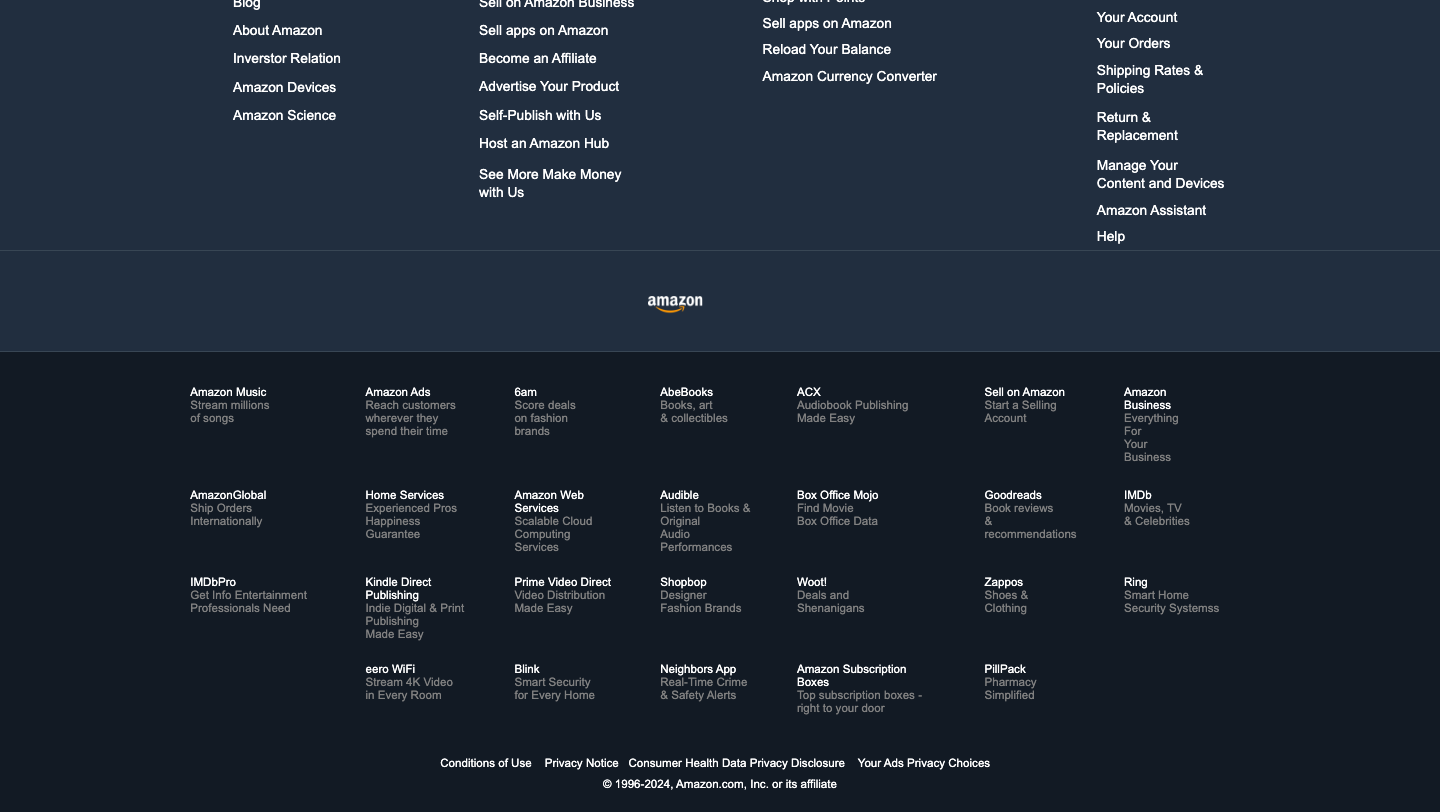 Blog
About Amazon
Inverstor Relation
Amazon Devices
Amazon Science
Sell on Amazon Business
Sell apps on Amazon
Become an Affiliate
Advertise Your Product
Self-Publish with Us
Host an Amazon Hub
See More Make Money
with Us
Shop with Points
Sell apps on Amazon
Reload Your Balance
Amazon Currency Converter
Your Account
Your Orders
Shipping Rates &
Policies
Return &
Replacement
Manage Your
Content and Devices
Amazon Assistant
Help
amazon
Amazon Music
Stream millions
of songs
Amazon Ads
Reach customers
wherever they
spend their time
6am
Score deals
on fashion
brands
AbeBooks
Books, art
& collectibles
ACX
Audiobook Publishing
Made Easy
Sell on Amazon
Start a Selling
Account
Amazon
Business
Everything
For
Your
Business
AmazonGlobal
Ship Orders
Internationally
Home Services
Experienced Pros
Happiness
Guarantee
Amazon Web
Services
Scalable Cloud
Computing
Services
Audible
Listen to Books &
Original
Audio
Performances
Box Office Mojo
Find Movie
Box Office Data
Goodreads
Book reviews
&
recommendations
IMDb
Movies, TV
& Celebrities
IMDbPro
Get Info Entertainment
Professionals Need
Kindle Direct
Publishing
Indie Digital & Print
Publishing
Made Easy
Prime Video Direct
Video Distribution
Made Easy
Shopbop
Designer
Fashion Brands
Woot!
Deals and
Shenanigans
Zappos
Shoes &
Clothing
Ring
Smart Home
Security Systemss
eero WiFi
Stream 4K Video
in Every Room
Blink
Smart Security
for Every Home
Neighbors App
Real-Time Crime
& Safety Alerts
Amazon Subscription
Boxes
Top subscription boxes -
right to your door
PillPack
Pharmacy
Simplified
Conditions of Use Privacy Notice Consumer Health Data Privacy Disclosure Your Ads Privacy Choices
© 1996-2024, Amazon.com, Inc. or its affiliate